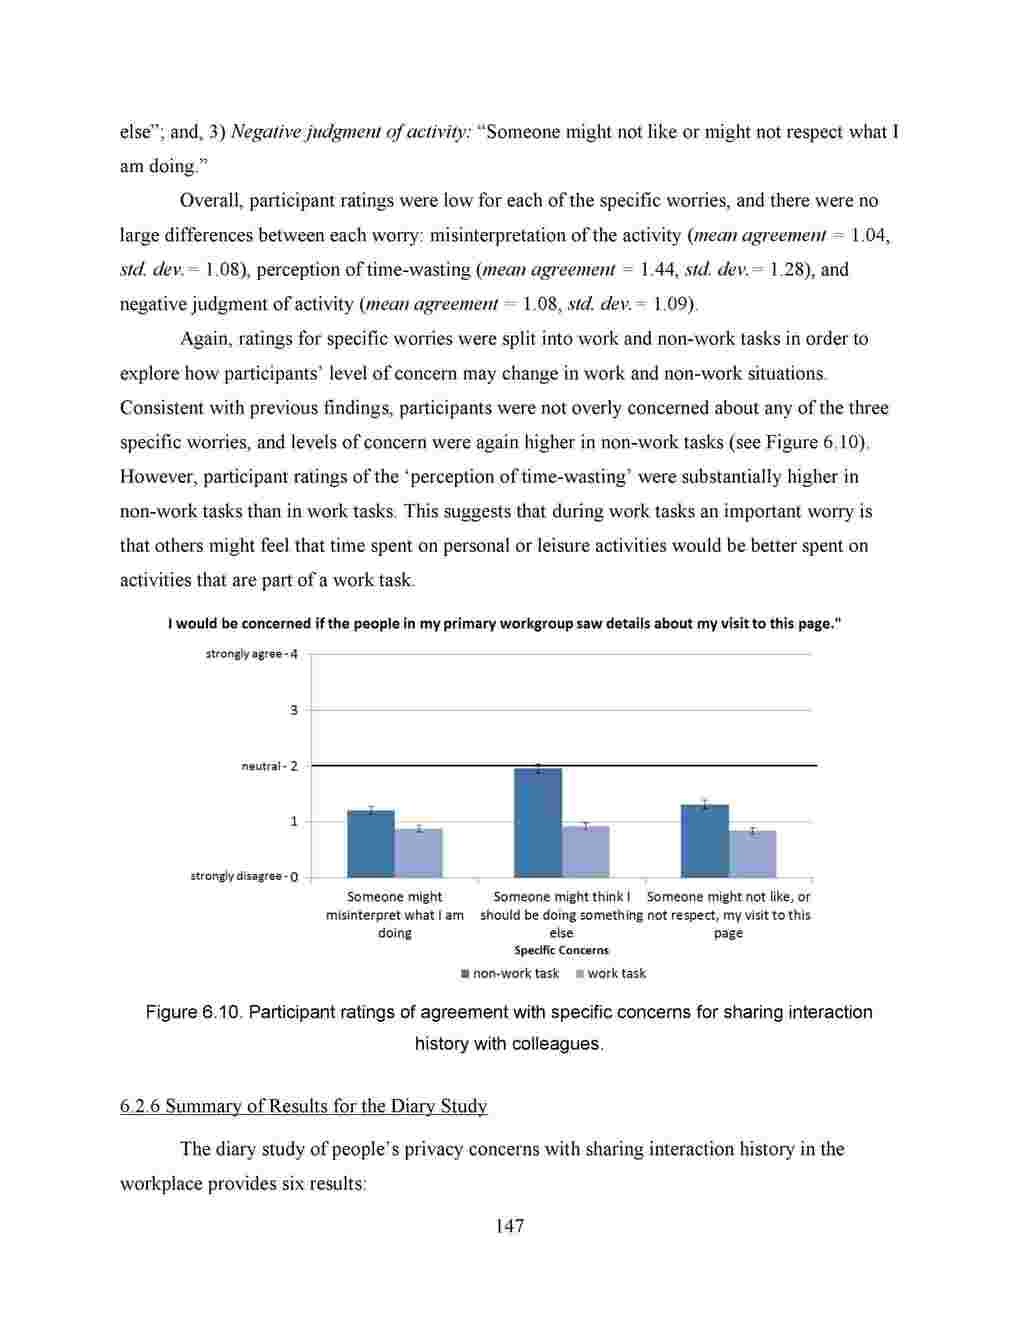 else”; and, 3) Negative judgment of activity: “Someone might not like or might not respect what I
am doing.”
Overall, participant ratings were low for each of the specific worries, and there were no
large differences between each worry: misinterpretation of the activity (mean agreement = 1.04,
std. dev.= 1.08), perception of time-wasting (mean agreement = 1.44, std. dev.= 1.28), and
negative judgment of activity (mean agreement = 1.08, std. dev.= 1.09).
Again, ratings for specific worries were split into work and non-work tasks in order to
explore how participants’ level of concern may change in work and non-work situations.
Consistent with previous findings, participants were not overly concerned about any of the three
specific worries, and levels of concern were again higher in non-work tasks (see Figure 6.10).
However, participant ratings of the ‘perception of time-wasting’ were substantially higher in
non-work tasks than in work tasks. This suggests that during work tasks an important worry is
that others might feel that time spent on personal or leisure activities would be better spent on
activities that are part of a work task.
I would be concerned if the people in my primary workgroup saw details about my visit to this page."
strongly agree - 4
3
neutral - 2
1
strongly disagree - 0
Someone might
misinterpret what I am
doing
Someone might think I
should be doing something
else
Someone might not like, or
not respect, my visit to this
page
Specific Concerns
non-work task
work task
Figure 6.10. Participant ratings of agreement with specific concerns for sharing interaction
history with colleagues.
6.2.6 Summary of Results for the Diary Study
The diary study of people’s privacy concerns with sharing interaction history in the
workplace provides six results:
147